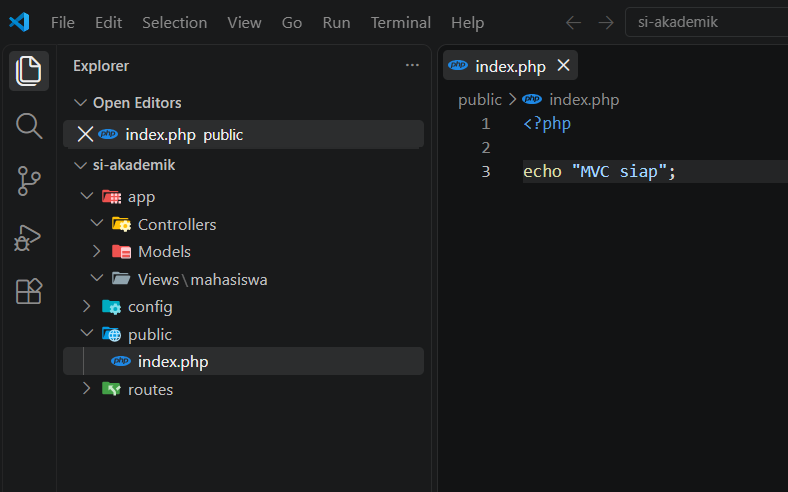 File Edit Selection View Go Run Terminal Help si-akademik
Explorer ...
Open Editors
index.php public
si-akademik
app
Controllers
Models
Views\mahasiswa
config
public
index.php
routes
index.php
public > index.php
1 <?php
2
3 echo "MVC siap";